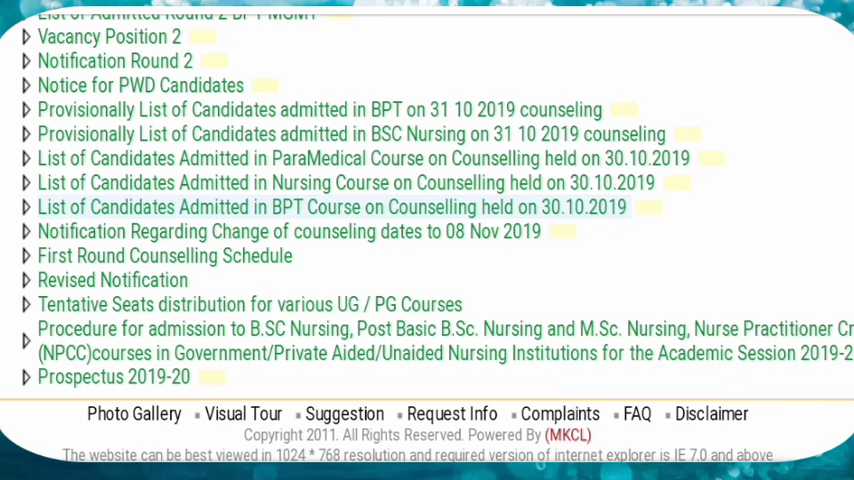 List of Admitted Round 2 BPT MGMT
Vacancy Position 2
Notification Round 2
Notice for PWD Candidates
Provisionally List of Candidates admitted in BPT on 31 10 2019 counseling
Provisionally List of Candidates admitted in BSC Nursing on 31 10 2019 counseling
List of Candidates Admitted in ParaMedical Course on Counselling held on 30.10.2019
List of Candidates Admitted in Nursing Course on Counselling held on 30.10.2019
List of Candidates Admitted in BPT Course on Counselling held on 30.10.2019
Notification Regarding Change of counseling dates to 08 Nov 2019
First Round Counselling Schedule
Revised Notification
Tentative Seats distribution for various UG / PG Courses
Procedure for admission to B.SC Nursing, Post Basic B.Sc. Nursing and M.Sc. Nursing, Nurse Practitioner
(NPCC)courses in Government/Private Aided/Unaided Nursing Institutions for the Academic Session 2019-2
Prospectus 2019-20
Photo Gallery Visual Tour Suggestion Request Info Complaints FAQ Disclaimer
Copyright 2011. All Rights Reserved. Powered By (MKCL)
The website can be best viewed in 1024 * 768 resolution and required version of internet explorer is IE 7.0 and above